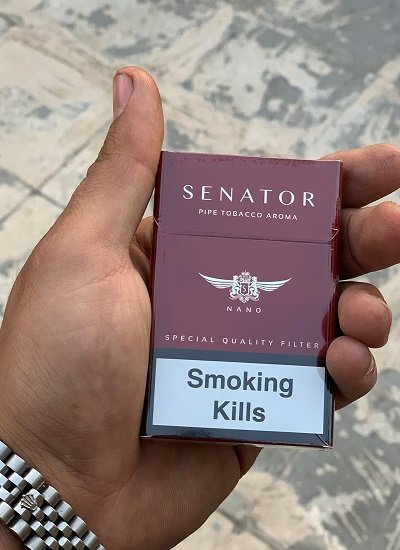 SENATOR
PIPE TOBACCO AROMA
S
NANO
SPECIAL QUALITY FILTER
Smoking
Kills